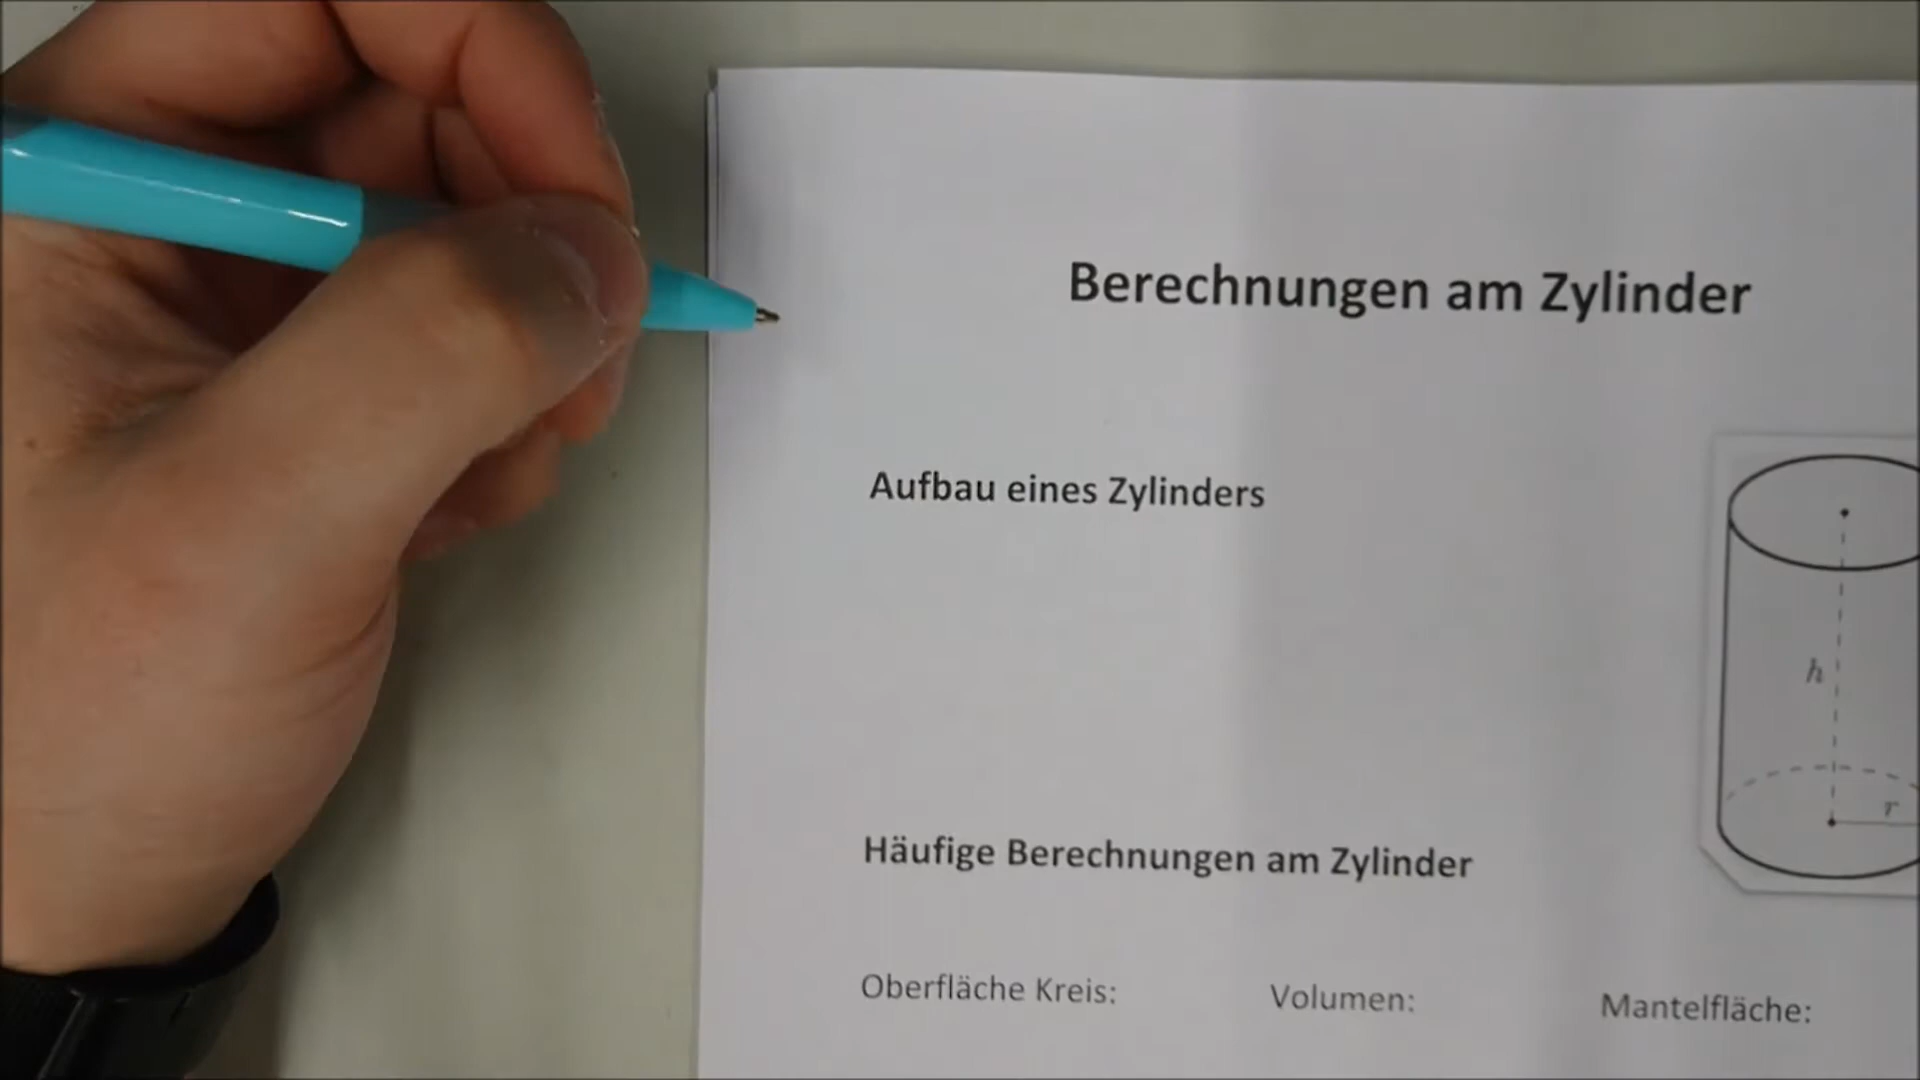 Berechnungen am Zylinder
Aufbau eines Zylinders
h
r
Häufige Berechnungen am Zylinder
Oberfläche Kreis: Volumen: Mantelfläche: